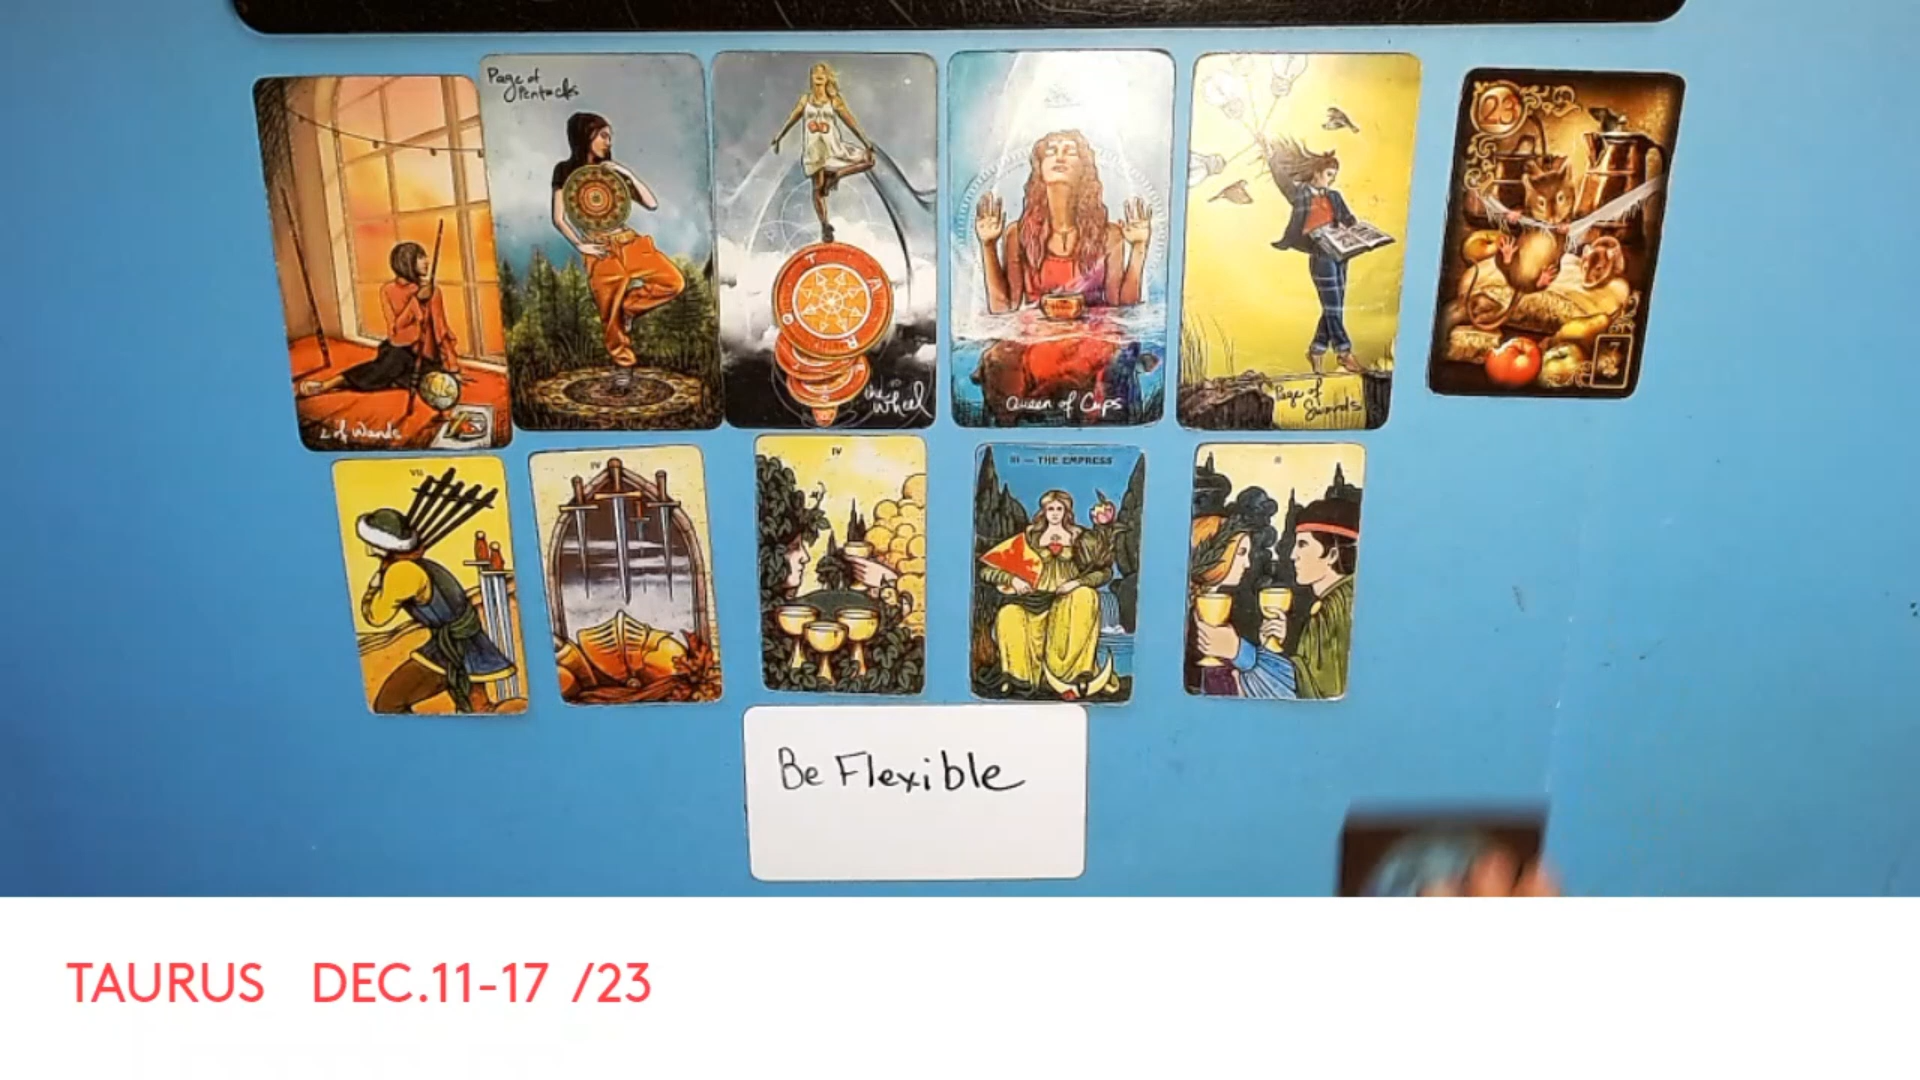 Page of
Pentacles
23
2 of Wands
T
A
R
O
the
Wheel
Queen of Cups
Page of
Swords
7
VII
IV
IV
III — THE EMPRESS
II
Be Flexible
TAURUS DEC.11-17 /23